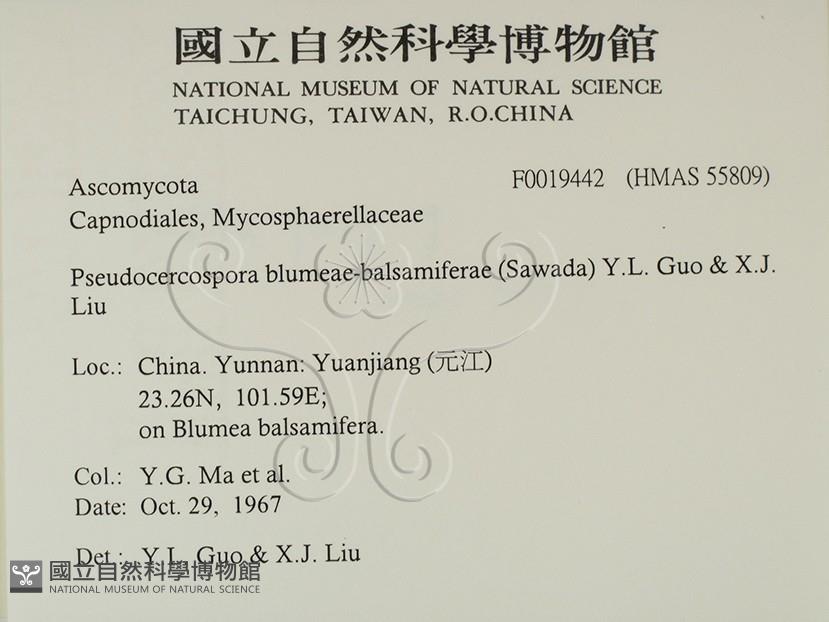 國立自然科學博物館
NATIONAL MUSEUM OF NATURAL SCIENCE
TAICHUNG, TAIWAN, R.O.CHINA
Ascomycota F0019442 (HMAS 55809)
Capnodiales, Mycosphaerellaceae
Pseudocercospora blumeae-balsamiferae (Sawada) Y.L. Guo & X.J.
Liu
Loc.: China. Yunnan: Yuanjiang (元江)
23.26N, 101.59E;
on Blumea balsamifera.
Col.: Y.G. Ma et al.
Date: Oct. 29, 1967
Det.: Y.L. Guo & X.J. Liu
國立自然科學博物館
NATIONAL MUSEUM OF NATURAL SCIENCE